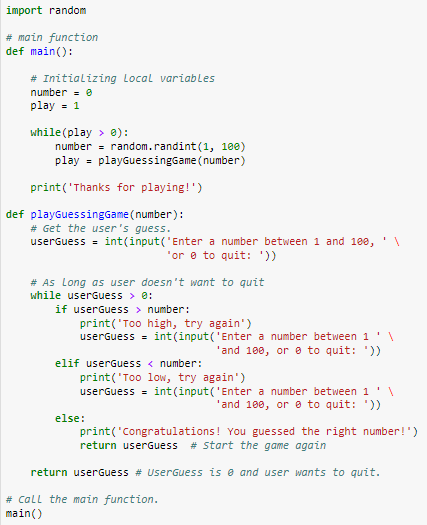 import random
# main function
def main():
    # Initializing local variables
    number = 0
    play = 1
    while(play > 0):
        number = random.randint(1, 100)
        play = playGuessingGame(number)
    print('Thanks for playing!')
def playGuessingGame(number):
    # Get the user's guess.
    userGuess = int(input('Enter a number between 1 and 100, ' \
                          'or 0 to quit: '))
    # As long as user doesn't want to quit
    while userGuess > 0:
        if userGuess > number:
            print('Too high, try again')
            userGuess = int(input('Enter a number between 1 ' \
                                  'and 100, or 0 to quit: '))
        elif userGuess < number:
            print('Too low, try again')
            userGuess = int(input('Enter a number between 1 ' \
                                  'and 100, or 0 to quit: '))
        else:
            print('Congratulations! You guessed the right number!')
            return userGuess  # Start the game again
    return userGuess # UserGuess is 0 and user wants to quit.
# Call the main function.
main()